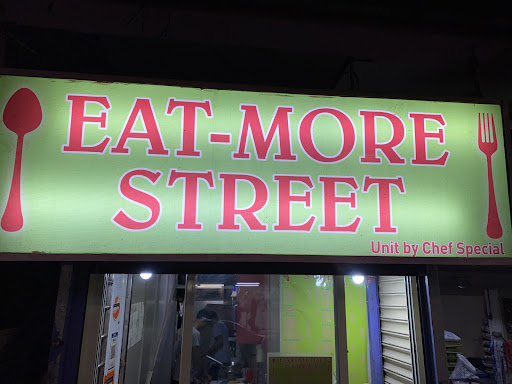 EAT-MORE
STREET
Unit by Chef Special